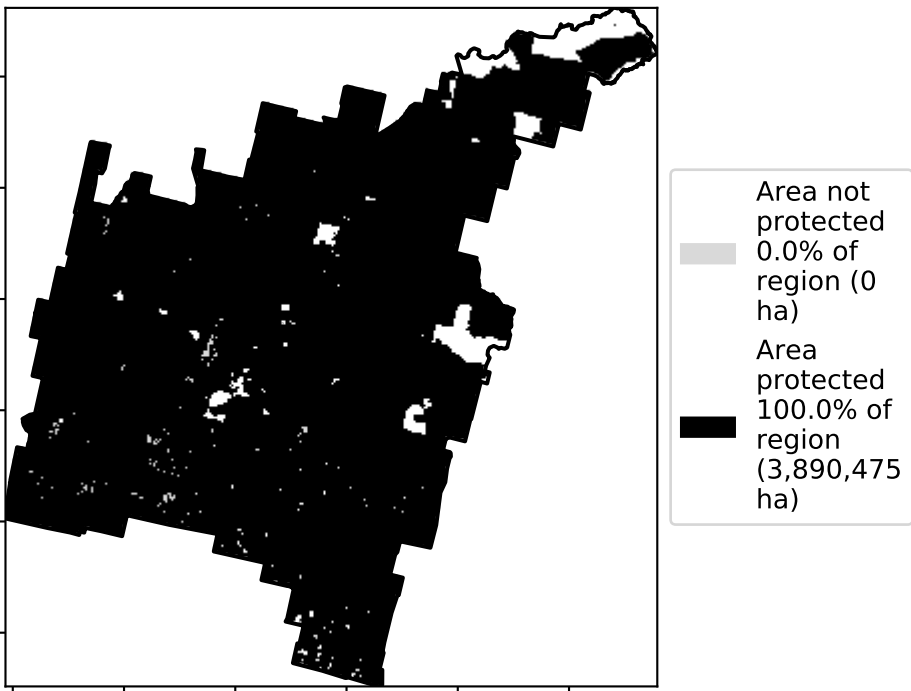 Area not
protected
0.0% of
region (0
ha)
Area
protected
100.0% of
region
(3,890,475
ha)